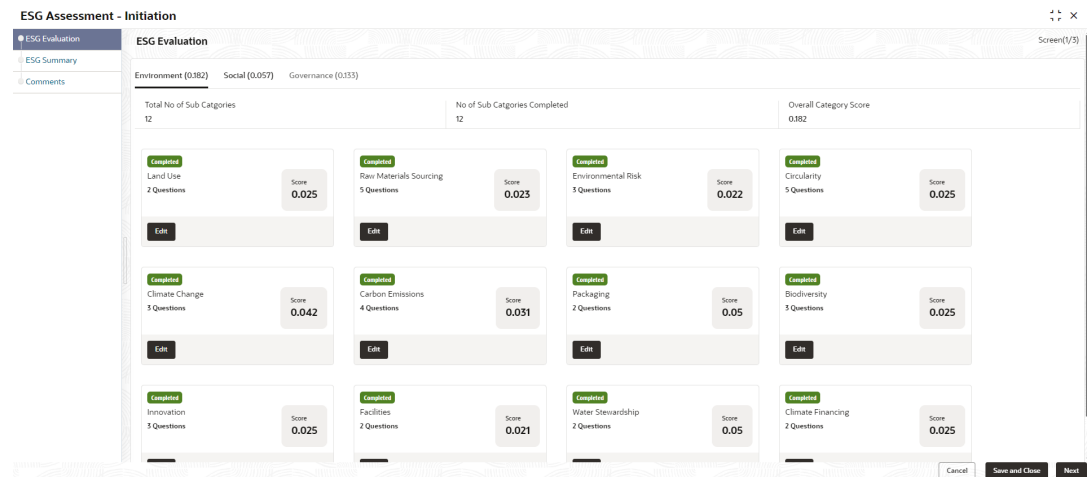 ESG Assessment - Initiation
ESG Evaluation
ESG Summary
Comments
ESG Evaluation
Screen(1/3)
Environment (0.182) Social (0.057) Governance (0.133)
Total No of Sub Catgories
12
No of Sub Catgories Completed
12
Overall Category Score
0.182
Completed
Land Use
2 Questions
Score
0.025
Edit
Completed
Raw Materials Sourcing
5 Questions
Score
0.023
Edit
Completed
Environmental Risk
3 Questions
Score
0.022
Edit
Completed
Circularity
5 Questions
Score
0.025
Edit
Completed
Climate Change
3 Questions
Score
0.042
Edit
Completed
Carbon Emissions
4 Questions
Score
0.031
Edit
Completed
Packaging
2 Questions
Score
0.05
Edit
Completed
Biodiversity
3 Questions
Score
0.025
Edit
Completed
Innovation
3 Questions
Score
0.025
Completed
Facilities
2 Questions
Score
0.021
Completed
Water Stewardship
2 Questions
Score
0.05
Completed
Climate Financing
2 Questions
Score
0.025
Cancel Save and Close Next